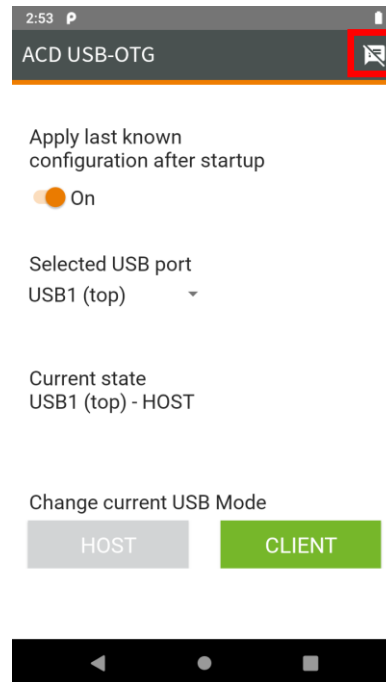 2:53
ACD USB-OTG
Apply last known
configuration after startup
On
Selected USB port
USB1 (top)
Current state
USB1 (top) - HOST
Change current USB Mode
HOST CLIENT